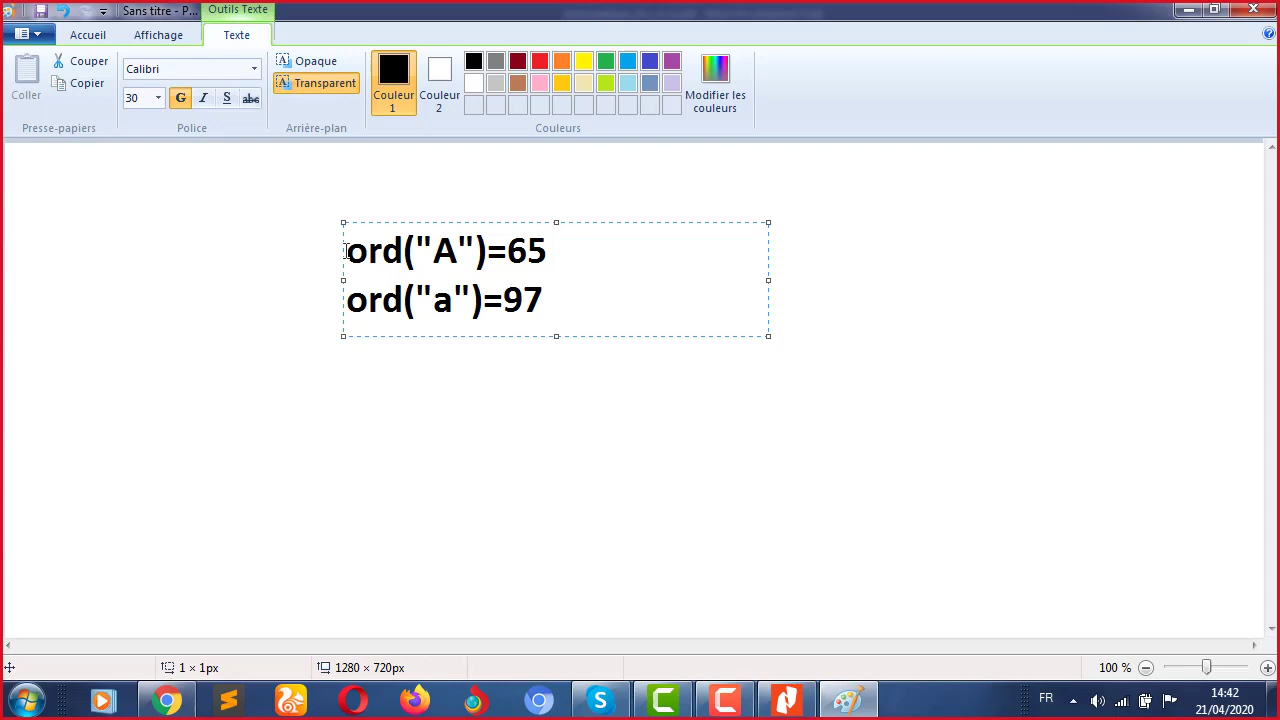 Sans titre - P...
Outils Texte
Accueil
Affichage
Texte
Coller
Couper
Copier
Presse-papiers
Calibri
30
G I S abc
Police
Opaque
Transparent
Arrière-plan
Couleur 1
Couleur 2
Modifier les couleurs
Couleurs
ord("A")=65
ord("a")=97
1 × 1px
1280 × 720px
100 %
FR
14:42
21/04/2020